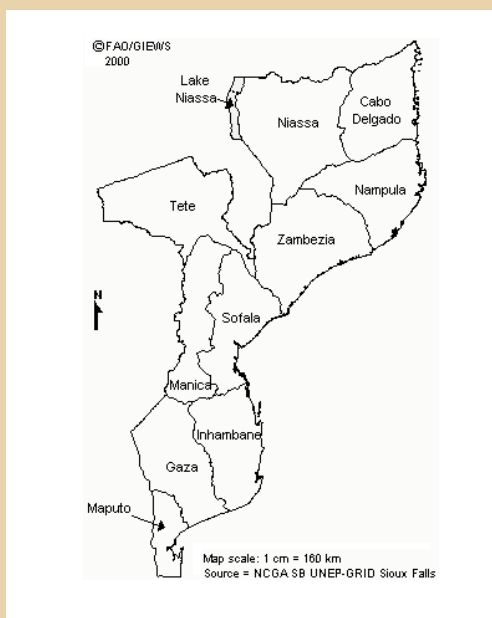 ©FAO/GIEWS
2000
Lake
Niassa
Cabo
Delgado
Niassa
Nampula
Tete
Zambezia
N
Sofala
Manica
Inhambane
Gaza
Maputo
Map scale: 1 cm = 160 km
Source = NCGA SB UNEP-GRID Sioux Falls